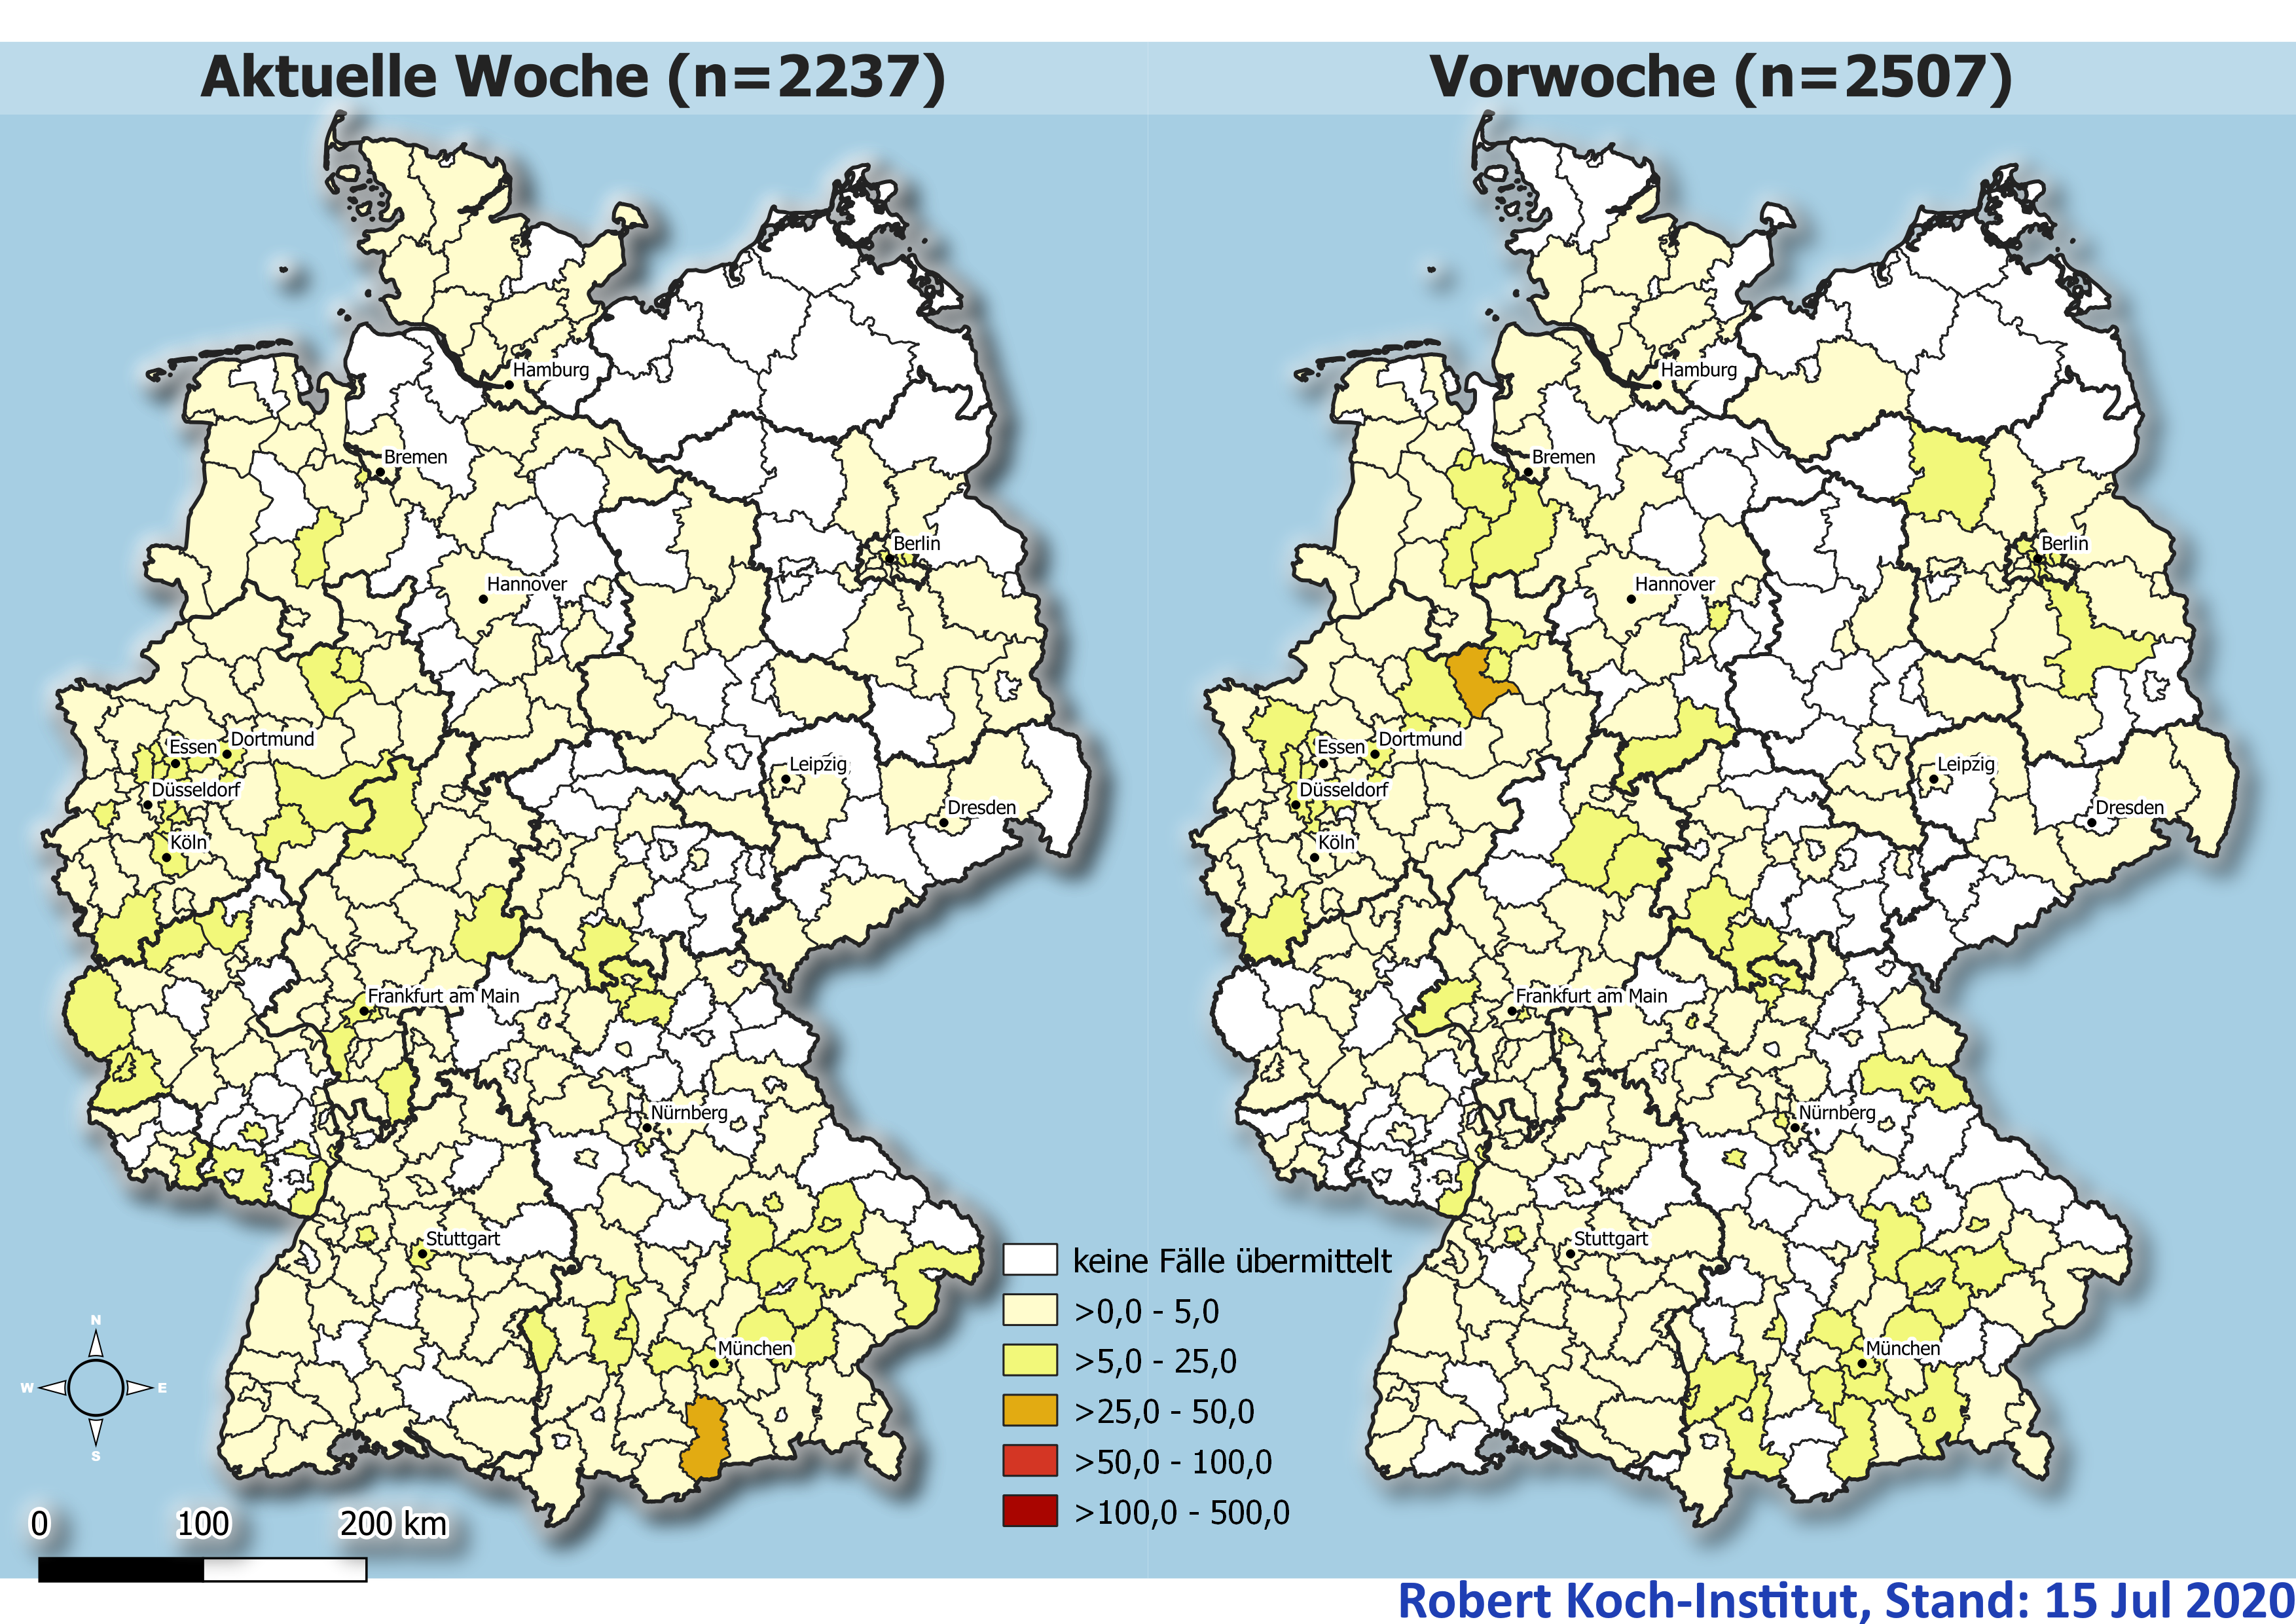 Aktuelle Woche (n=2237)
Vorwoche (n=2507)
Hamburg
Bremen
Berlin
Hannover
Essen
Dortmund
Düsseldorf
Leipzig
Köln
Dresden
Frankfurt am Main
Nürnberg
Stuttgart
München
Hamburg
Bremen
Berlin
Hannover
Essen
Dortmund
Düsseldorf
Leipzig
Köln
Dresden
Frankfurt am Main
Nürnberg
Stuttgart
München
keine Fälle übermittelt
>0,0 - 5,0
>5,0 - 25,0
>25,0 - 50,0
>50,0 - 100,0
>100,0 - 500,0
N
W E
S
0 100 200 km
Robert Koch-Institut, Stand: 15 Jul 2020